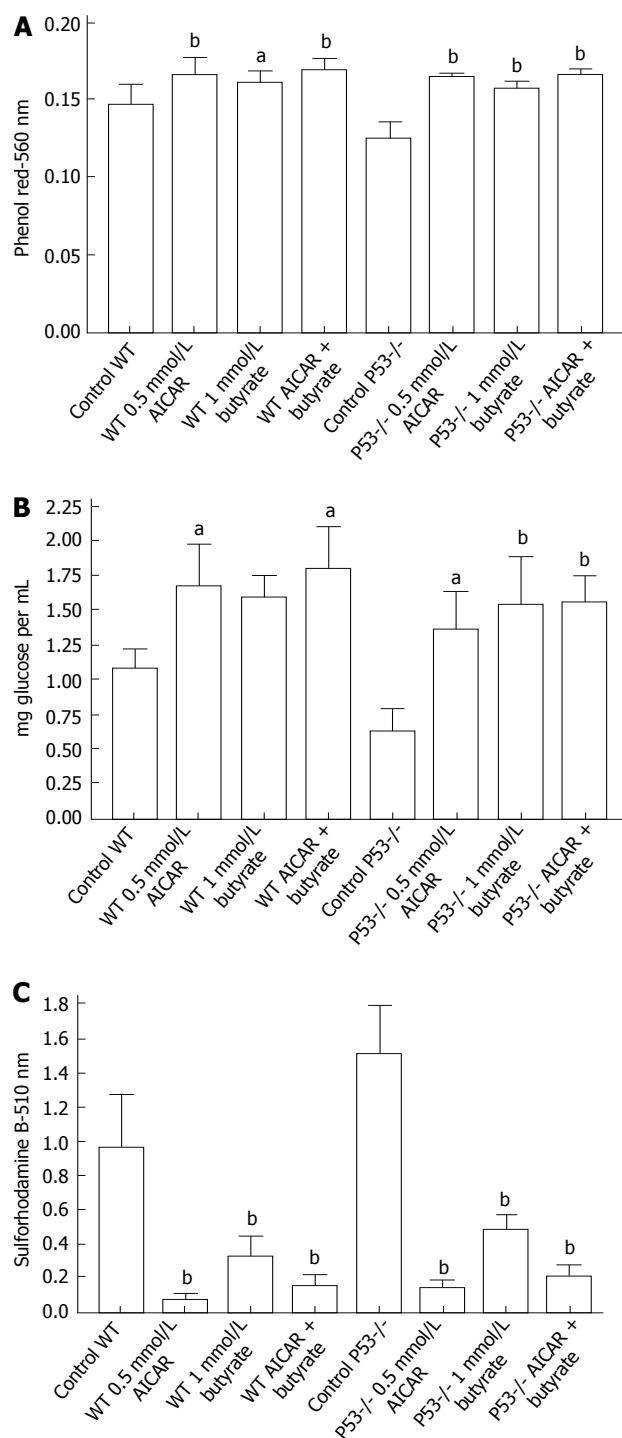 A
Phenol red-560 nm
0.20
0.15
0.10
0.05
0.00
b
a
b
b
b
b
Control WT
WT 0.5 mmol/L
AICAR
WT 1 mmol/L
butyrate
WT AICAR +
butyrate
Control P53-/-
P53-/- 0.5 mmol/L
AICAR
P53-/- 1 mmol/L
butyrate
P53-/- AICAR +
butyrate
B
mg glucose per mL
2.25
2.00
1.75
1.50
1.25
1.00
0.75
0.50
0.25
0.00
a
a
a
b
b
Control WT
WT 0.5 mmol/L
AICAR
WT 1 mmol/L
butyrate
WT AICAR +
butyrate
Control P53-/-
P53-/- 0.5 mmol/L
AICAR
P53-/- 1 mmol/L
butyrate
P53-/- AICAR +
butyrate
C
Sulforhodamine B-510 nm
1.8
1.6
1.4
1.2
1.0
0.8
0.6
0.4
0.2
0.0
b
b
b
b
b
b
Control WT
WT 0.5 mmol/L
AICAR
WT 1 mmol/L
butyrate
WT AICAR +
butyrate
Control P53-/-
P53-/- 0.5 mmol/L
AICAR
P53-/- 1 mmol/L
butyrate
P53-/- AICAR +
butyrate